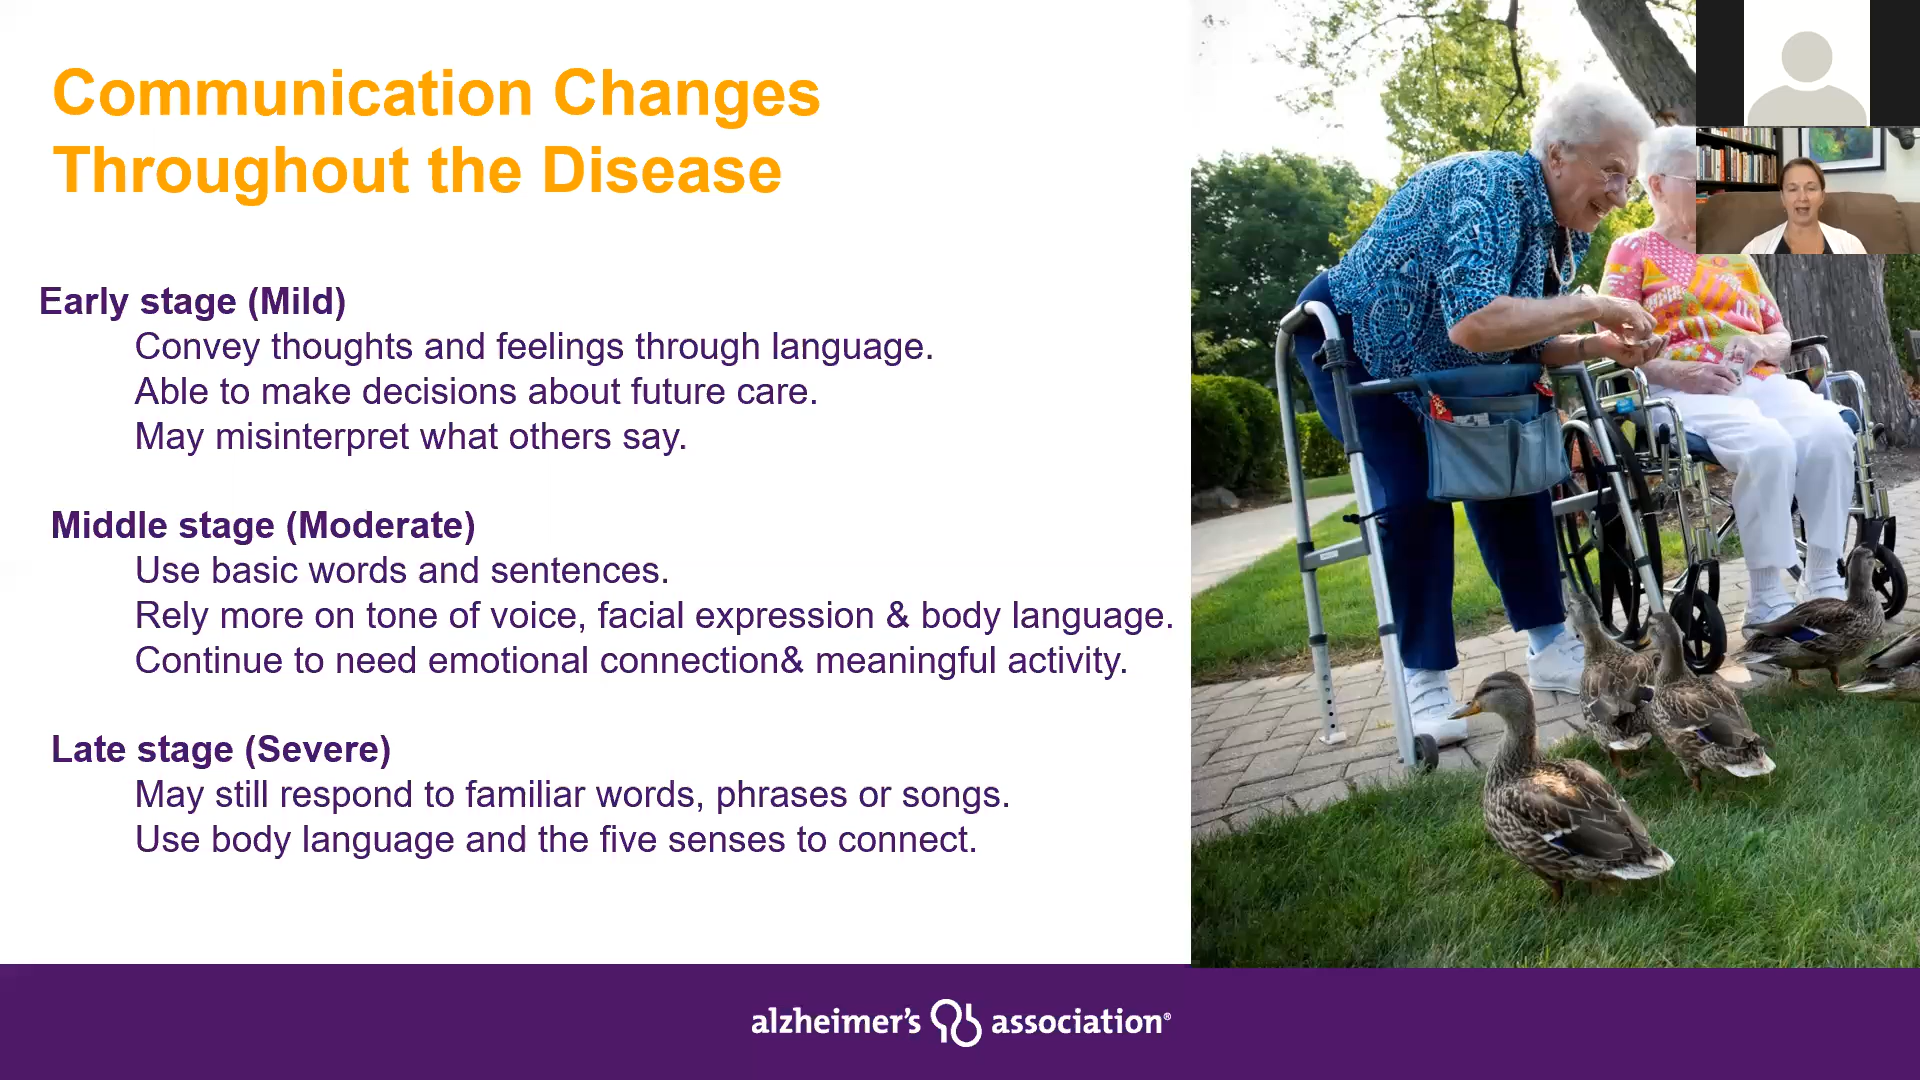 Communication Changes
Throughout the Disease
Early stage (Mild)
Convey thoughts and feelings through language.
Able to make decisions about future care.
May misinterpret what others say.
Middle stage (Moderate)
Use basic words and sentences.
Rely more on tone of voice, facial expression & body language.
Continue to need emotional connection& meaningful activity.
Late stage (Severe)
May still respond to familiar words, phrases or songs.
Use body language and the five senses to connect.
alzheimer's association®